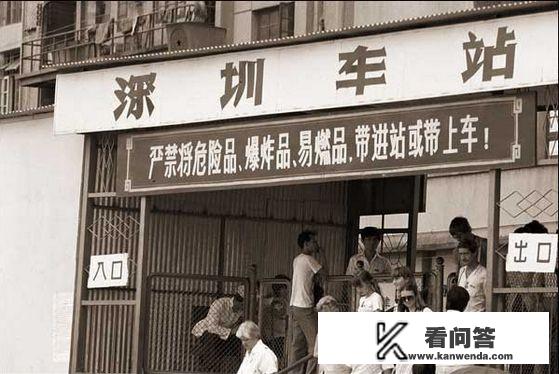 深圳车站
严禁将危险品、爆炸品、易燃品、带进站或带上车！
入口
出口
K 看问答
www.kanwenda.com